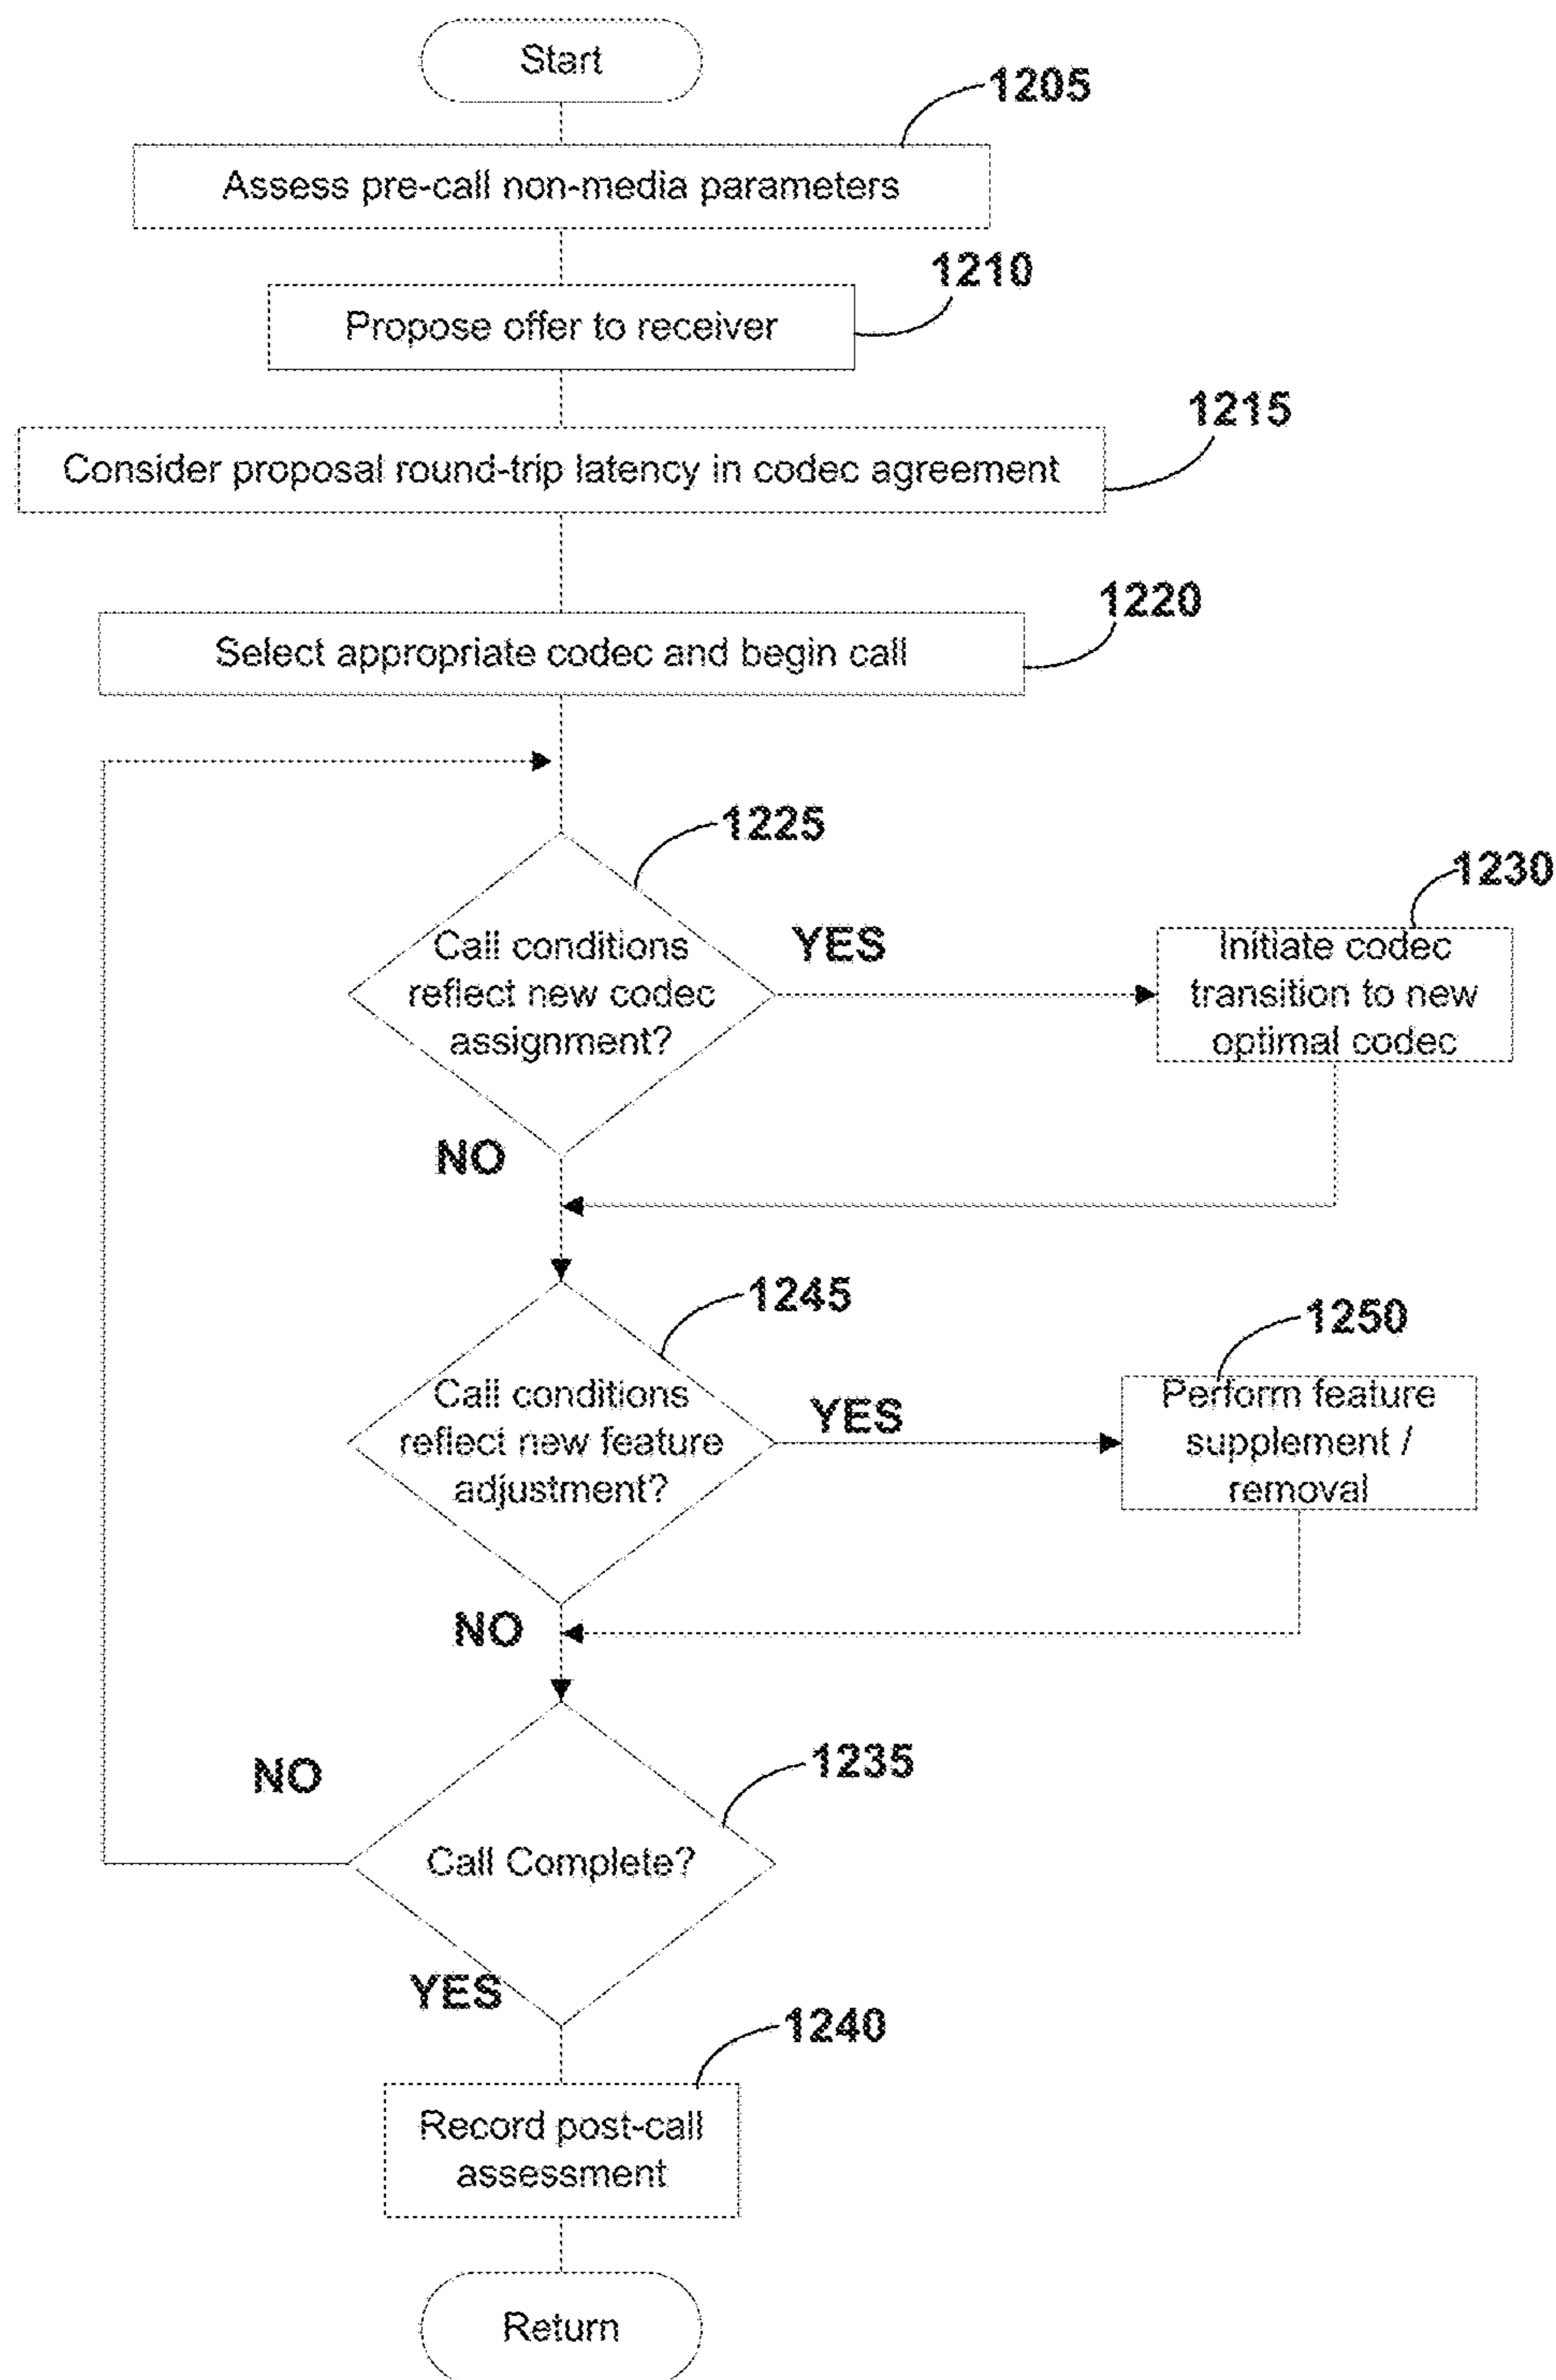 Start
1205
Assess pre-call non-media parameters
1210
Propose offer to receiver
1215
Consider proposal round-trip latency in codec agreement
1220
Select appropriate codec and begin call
1225
Call conditions
reflect new codec
assignment?
YES
1230
Initiate codec
transition to new
optimal codec
NO
1245
Call conditions
reflect new feature
adjustment?
YES
1250
Perform feature
supplement /
removal
NO
1235
Call Complete?
NO
YES
1240
Record post-call
assessment
Return